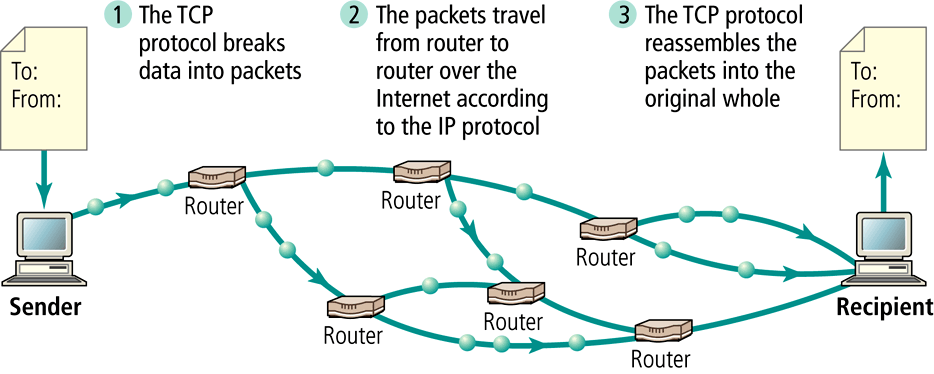 1 The TCP
protocol breaks
data into packets
2 The packets travel
from router to
router over the
Internet according
to the IP protocol
3 The TCP protocol
reassembles the
packets into the
original whole
To:
From:
To:
From:
Router
Router
Router
Router
Router
Router
Sender
Recipient